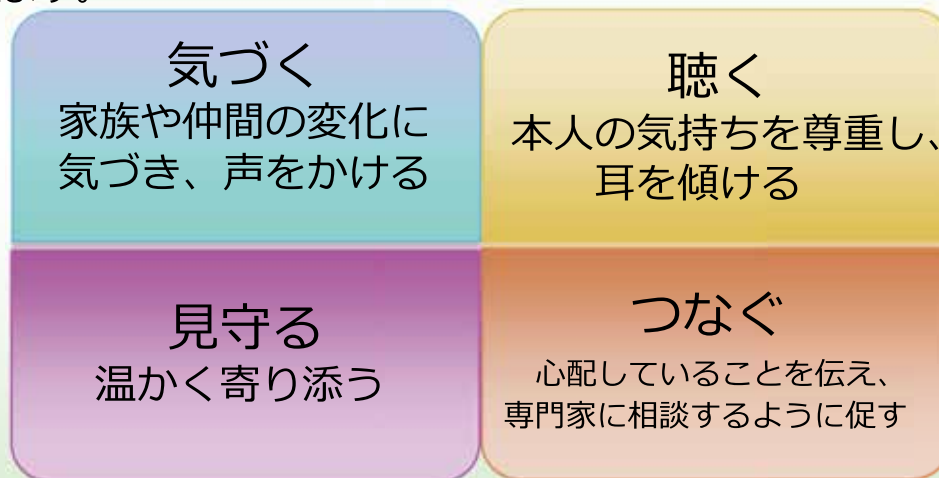 気づく
家族や仲間の変化に
気づき、声をかける
聴く
本人の気持ちを尊重し、
耳を傾ける
見守る
温かく寄り添う
つなぐ
心配していることを伝え、
専門家に相談するように促す